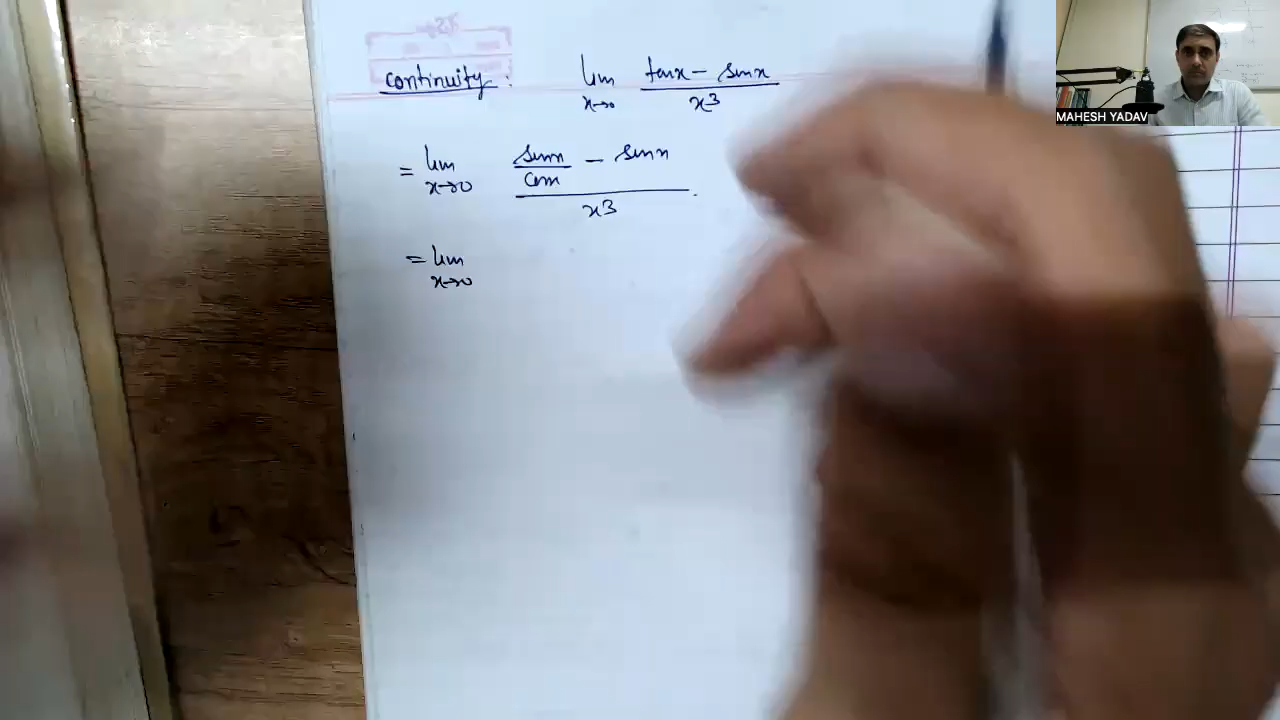 continuity : lim x→0 tanx − sinx / x3
= lim x→0 sinx / cosx − sinx / x3
= lim x→0
MAHESH YADAV